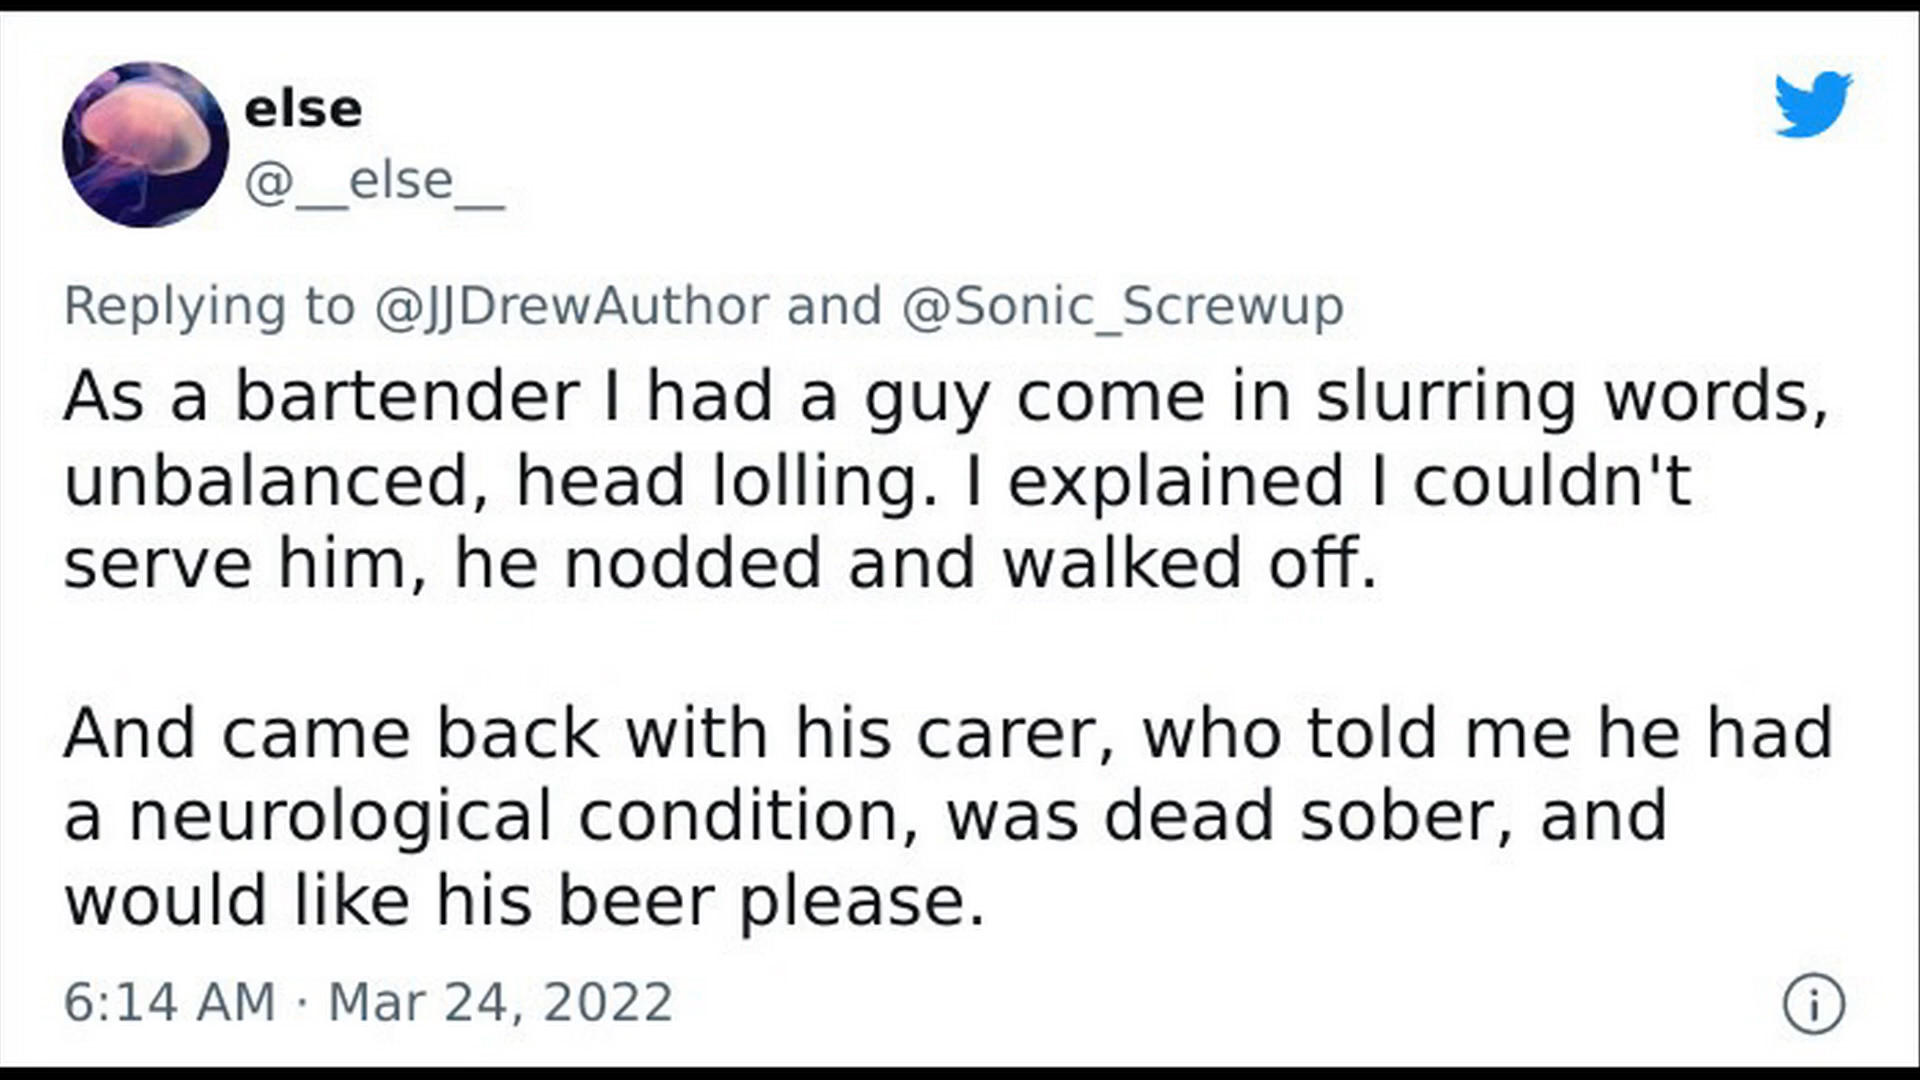 else
@__else__
Replying to @JJDrewAuthor and @Sonic_Screwup
As a bartender I had a guy come in slurring words,
unbalanced, head lolling. I explained I couldn't
serve him, he nodded and walked off.
And came back with his carer, who told me he had
a neurological condition, was dead sober, and
would like his beer please.
6:14 AM · Mar 24, 2022